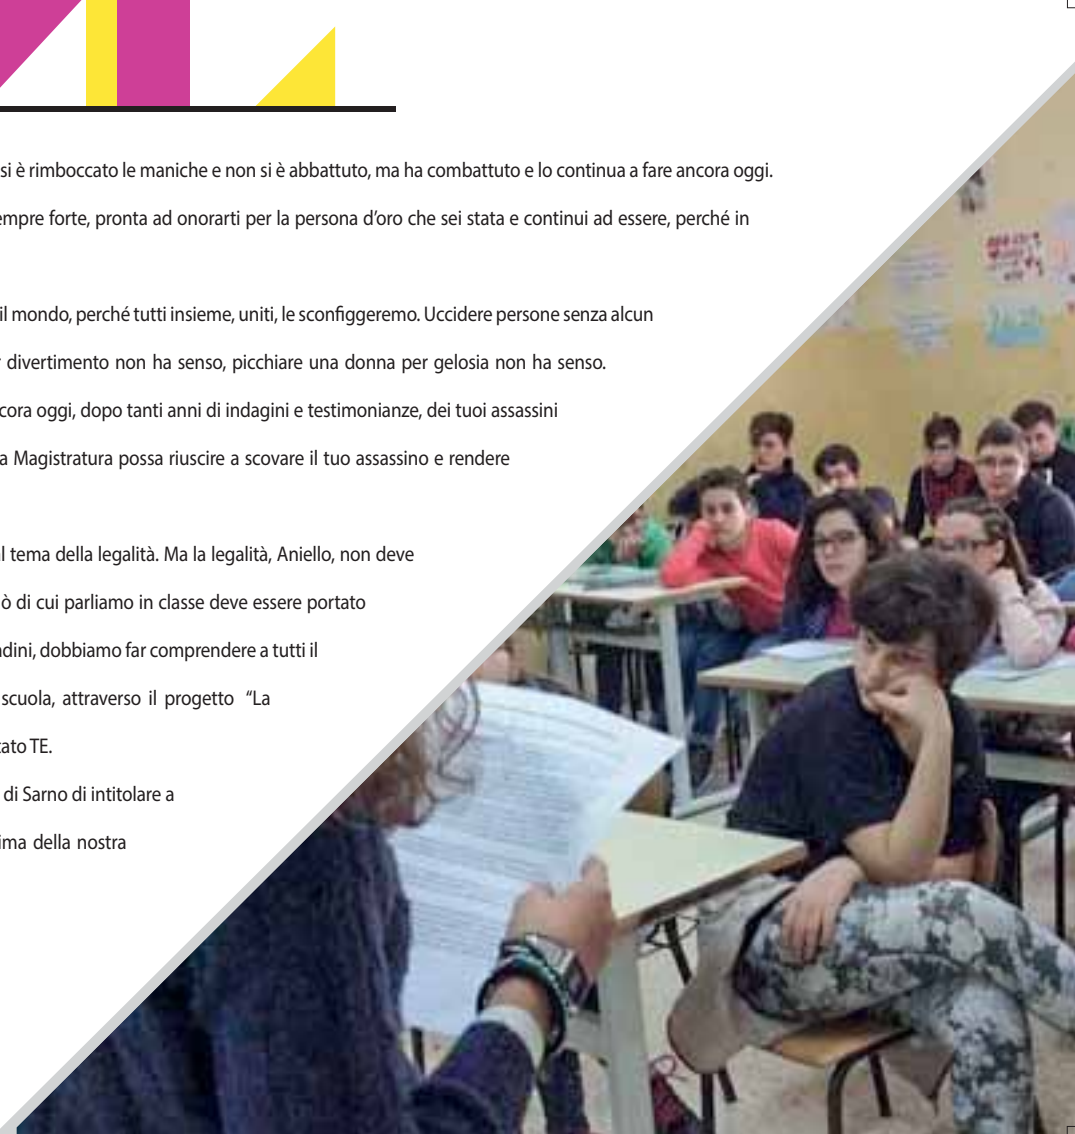 si è rimboccato le maniche e non si è abbattuto, ma ha combattuto e lo continua a fare ancora oggi.
empre forte, pronta ad onorarti per la persona d’oro che sei stata e continui ad essere, perché in
il mondo, perché tutti insieme, uniti, le sconfiggeremo. Uccidere persone senza alcun
divertimento non ha senso, picchiare una donna per gelosia non ha senso.
cora oggi, dopo tanti anni di indagini e testimonianze, dei tuoi assassini
a Magistratura possa riuscire a scovare il tuo assassino e rendere
l tema della legalità. Ma la legalità, Aniello, non deve
ò di cui parliamo in classe deve essere portato
adini, dobbiamo far comprendere a tutti il
scuola, attraverso il progetto “La
tato TE.
di Sarno di intitolare a
ima della nostra